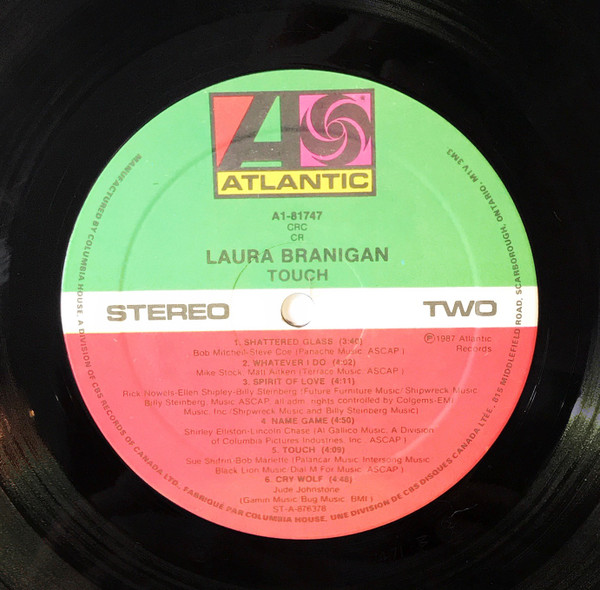 ATLANTIC
A1-81747
CRC
CR
LAURA BRANIGAN
TOUCH
STEREO
TWO
℗1987 Atlantic
Records
1. SHATTERED GLASS (3:40)
Bob Mitchell-Steve Coe (Panache Music, ASCAP)
2. WHATEVER I DO (4:02)
Mike Stock, Matt Aitken (Terrace Music, ASCAP)
3. SPIRIT OF LOVE (4:11)
Rick Nowels-Ellen Shipley-Billy Steinberg (Future Furniture Music/Shipwreck Music
Billy Steinberg Music, ASCAP, all adm. rights controlled by Colgems-EMI
Music, Inc/Shipwreck Music and Billy Steinberg Music)
4. NAME GAME (4:50)
Shirley Elliston-Lincoln Chase (Al Gallico Music, A Division
of Columbia Pictures Industries, Inc., ASCAP)
5. TOUCH (4:09)
Sue Shifrin-Bob Marlette (Palancar Music, Intersong Music
Black Lion Music, Dial M For Music, ASCAP)
6. CRY WOLF (4:48)
Jude Johnstone
(Gamin Music, Bug Music, BMI)
ST-A-876378
MANUFACTURED BY COLUMBIA HOUSE, A DIVISION OF CBS RECORDS OF CANADA LTD., 675 MIDDLEFIELD ROAD, SCARBOROUGH, ONTARIO, M1V 3M3
FABRIQUÉ PAR COLUMBIA HOUSE, UNE DIVISION DE CBS DISQUES CANADA LTÉE.